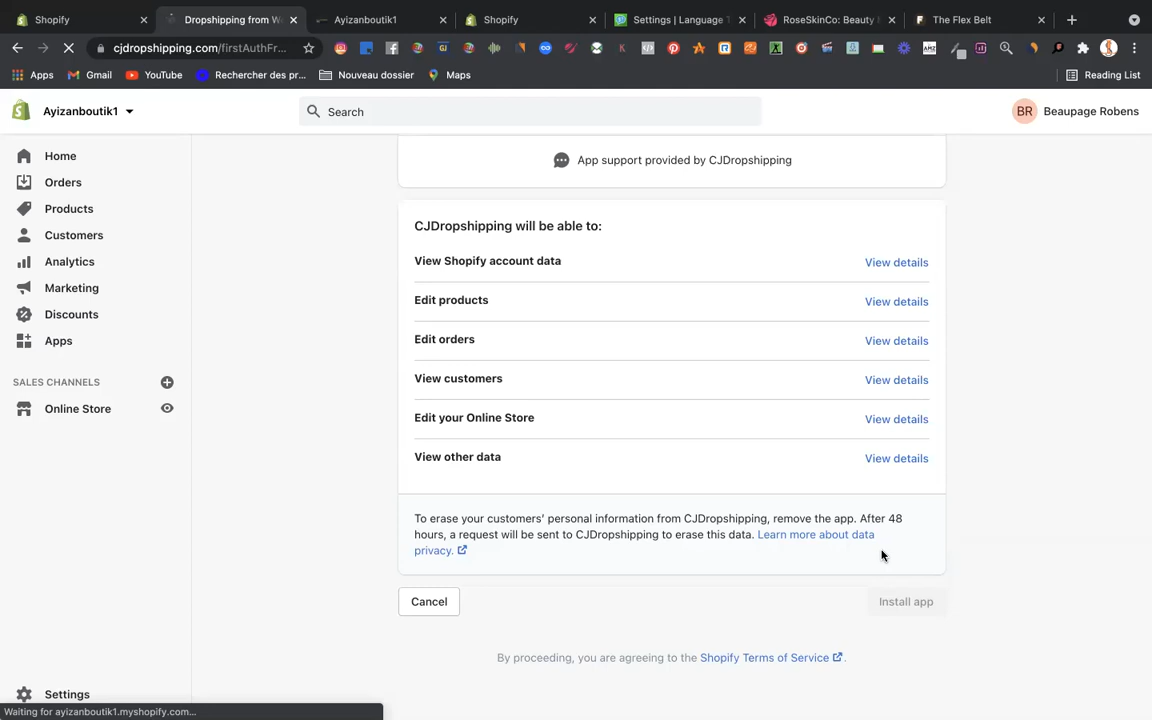 Shopify
Dropshipping from W
Ayizanboutik1
Shopify
Settings | Language T
RoseSkinCo: Beauty
The Flex Belt
cjdropshipping.com/firstAuthFr...
Apps
Gmail
YouTube
Rechercher des pr...
Nouveau dossier
Maps
Reading List
Ayizanboutik1
Search
BR
Beaupage Robens
Home
Orders
Products
Customers
Analytics
Marketing
Discounts
Apps
SALES CHANNELS
Online Store
Settings
App support provided by CJDropshipping
CJDropshipping will be able to:
View Shopify account data View details
Edit products View details
Edit orders View details
View customers View details
Edit your Online Store View details
View other data View details
To erase your customers' personal information from CJDropshipping, remove the app. After 48
hours, a request will be sent to CJDropshipping to erase this data. Learn more about data
privacy.
Cancel
Install app
By proceeding, you are agreeing to the Shopify Terms of Service.
Waiting for ayizanboutik1.myshopify.com...